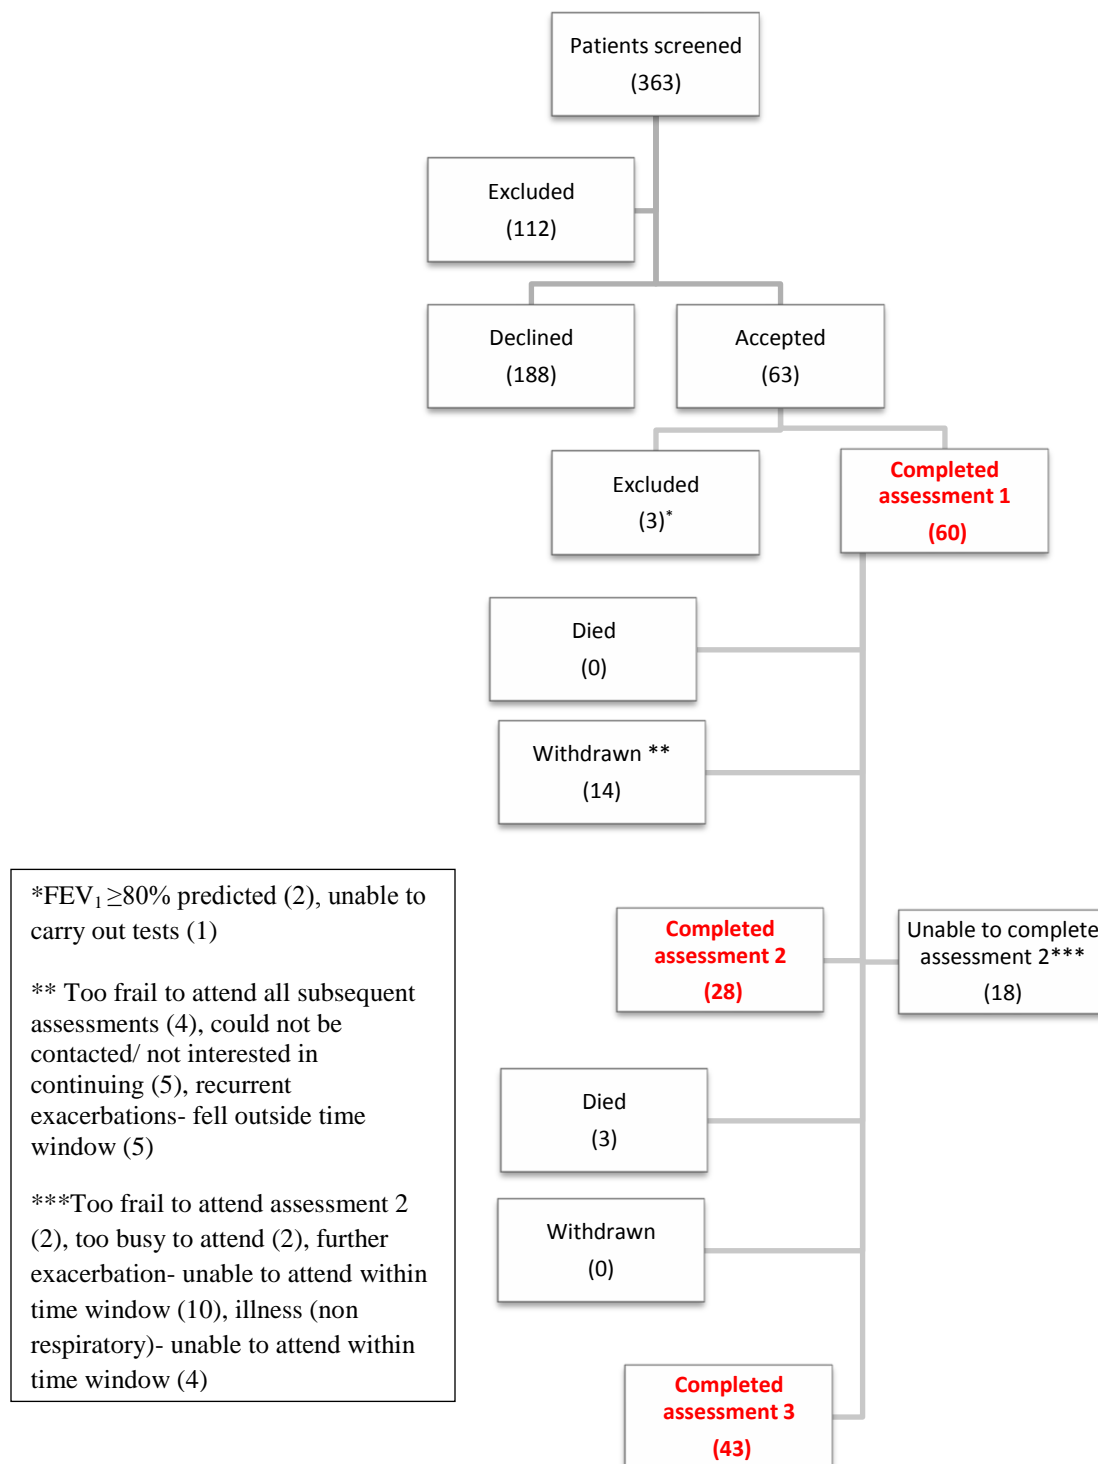 Patients screened
(363)
Excluded
(112)
Declined
(188)
Accepted
(63)
Excluded
(3)*
Completed
assessment 1
(60)
Died
(0)
Withdrawn **
(14)
*FEV1 ≥80% predicted (2), unable to
carry out tests (1)
** Too frail to attend all subsequent
assessments (4), could not be
contacted/ not interested in
continuing (5), recurrent
exacerbations- fell outside time
window (5)
***Too frail to attend assessment 2
(2), too busy to attend (2), further
exacerbation- unable to attend within
time window (10), illness (non
respiratory)- unable to attend within
time window (4)
Completed
assessment 2
(28)
Unable to complete
assessment 2***
(18)
Died
(3)
Withdrawn
(0)
Completed
assessment 3
(43)